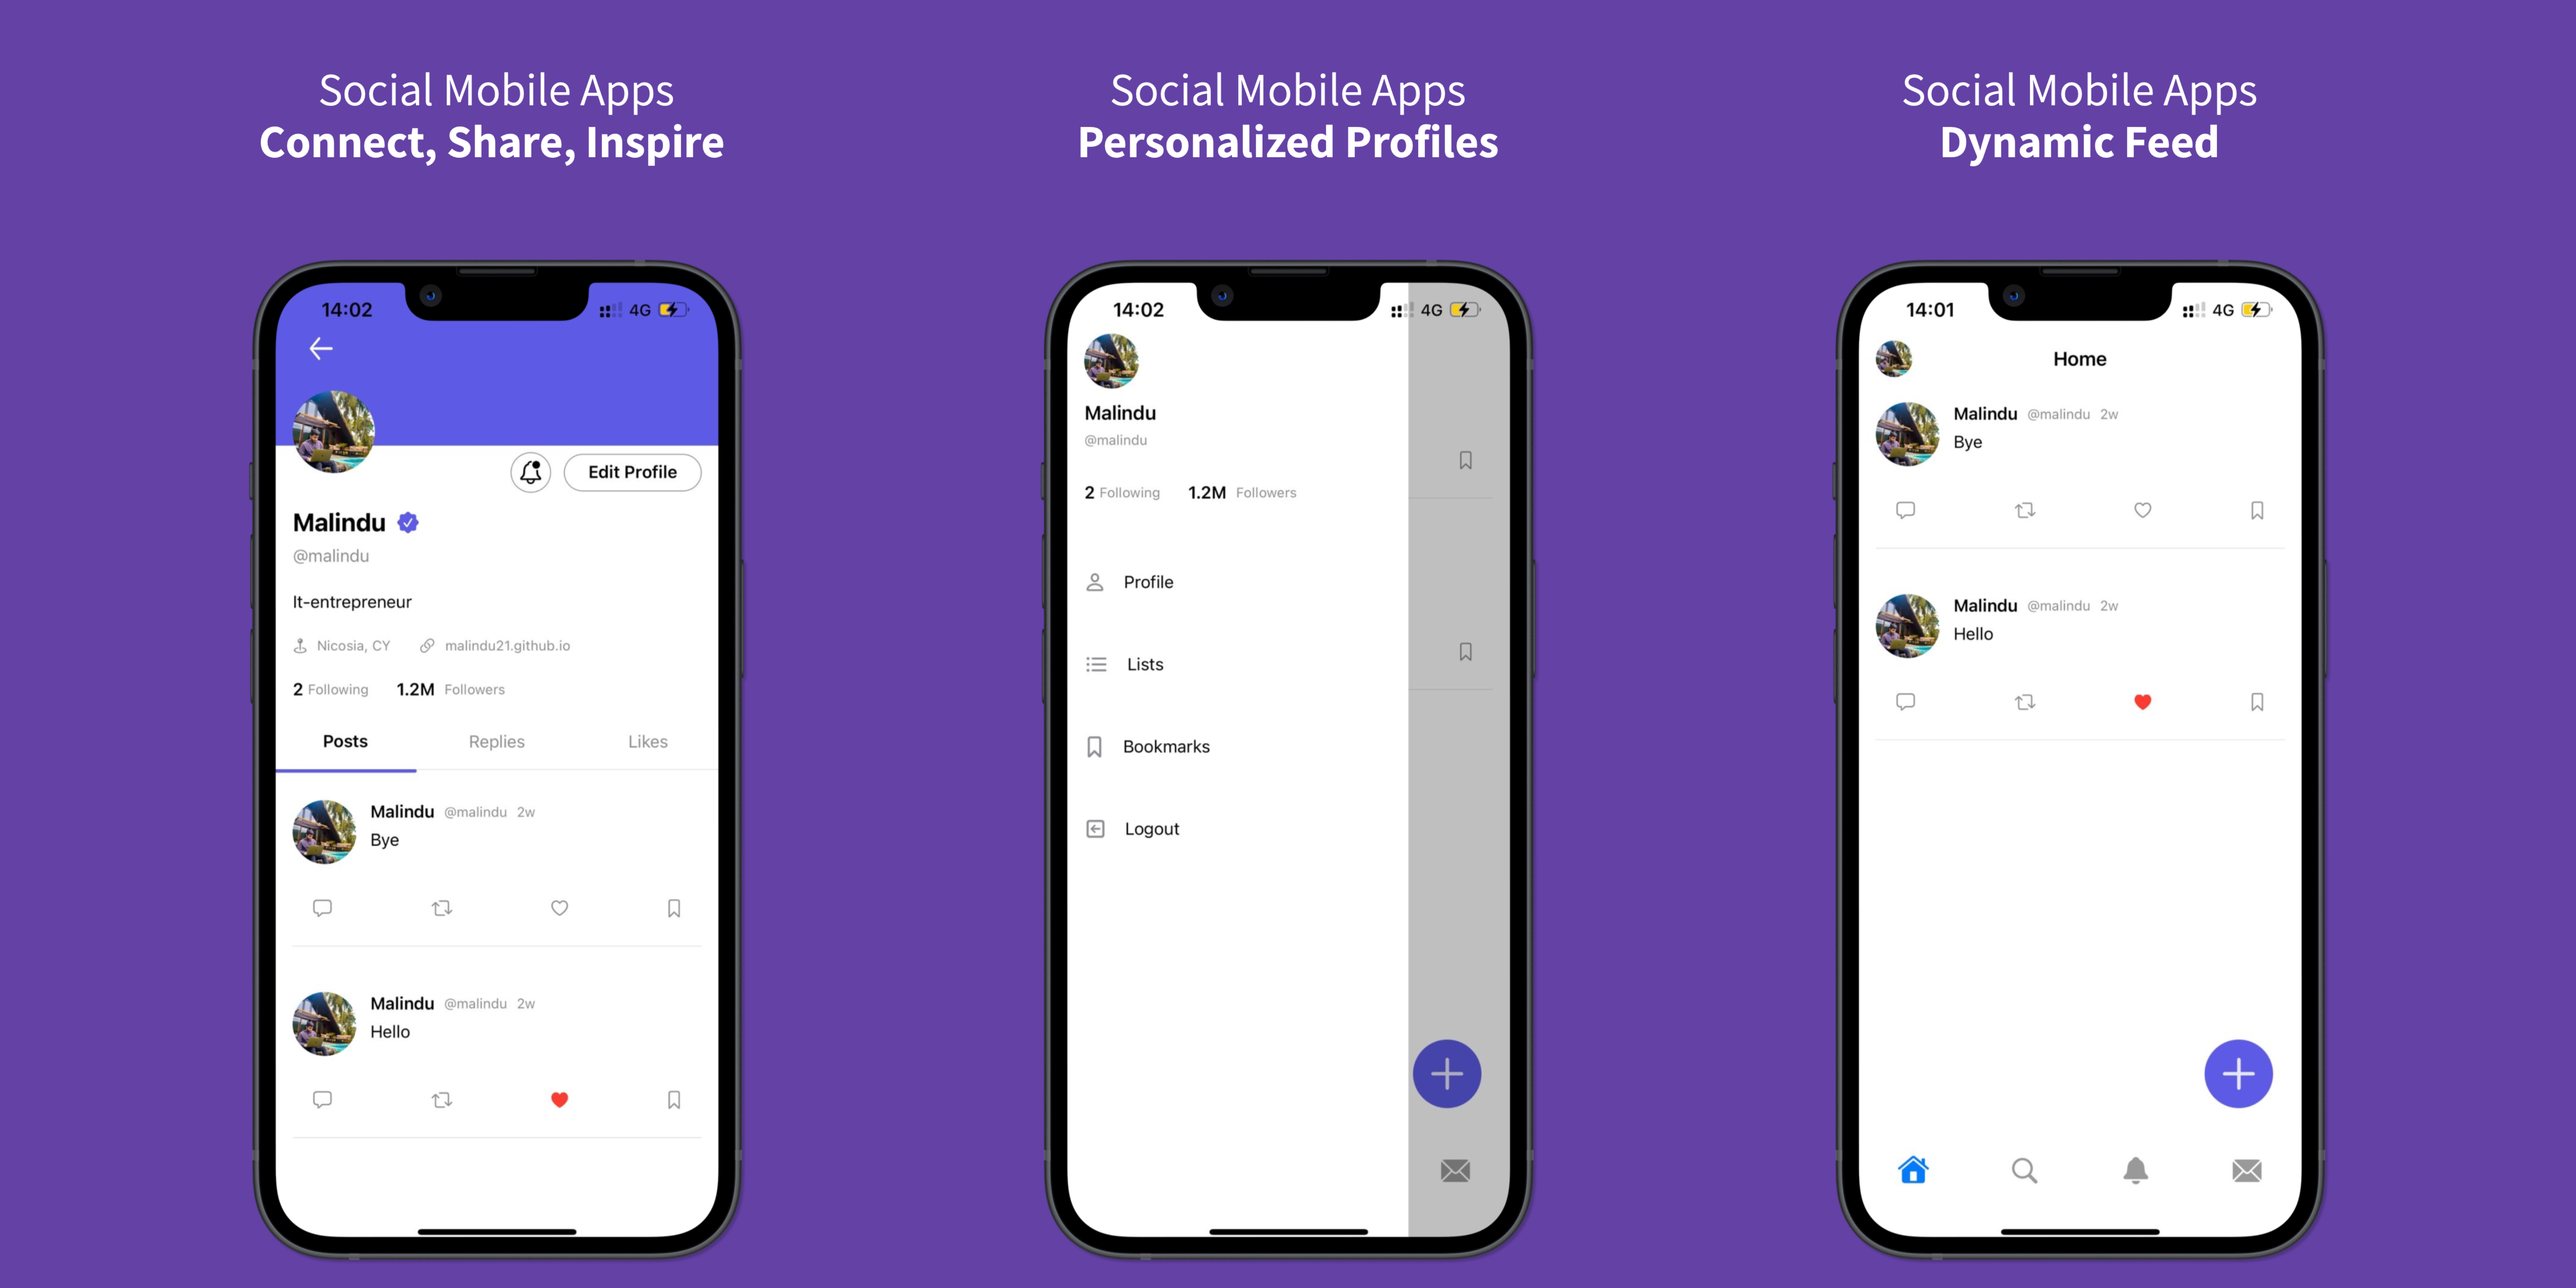 Social Mobile Apps
Connect, Share, Inspire
14:02
4G
Edit Profile
Malindu
@malindu
It-entrepreneur
Nicosia, CY malindu21.github.io
2 Following 1.2M Followers
Posts Replies Likes
Malindu @malindu 2w
Bye
Malindu @malindu 2w
Hello
Social Mobile Apps
Personalized Profiles
14:02
4G
Malindu
@malindu
2 Following 1.2M Followers
Profile
Lists
Bookmarks
Logout
Social Mobile Apps
Dynamic Feed
14:01
4G
Home
Malindu @malindu 2w
Bye
Malindu @malindu 2w
Hello